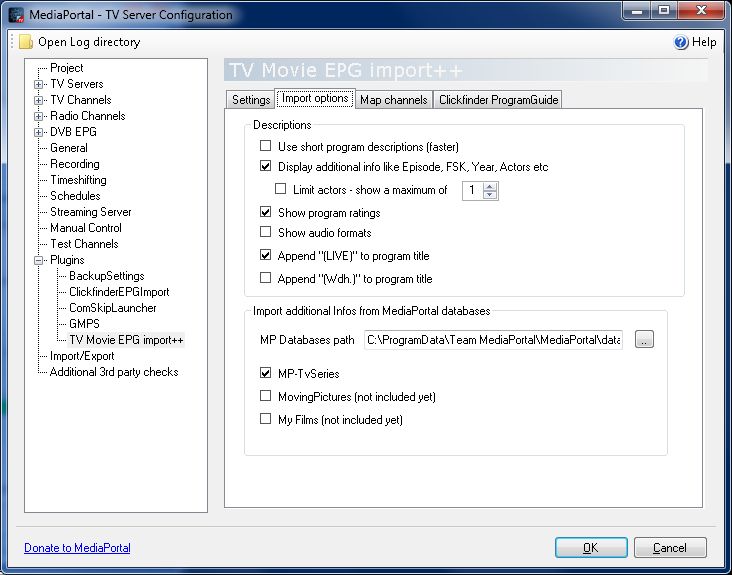 MediaPortal - TV Server Configuration
Open Log directory
Help
Project
TV Servers
TV Channels
Radio Channels
DVB EPG
General
Recording
Timeshifting
Schedules
Streaming Server
Manual Control
Test Channels
Plugins
BackupSettings
ClickfinderEPGImport
ComSkipLauncher
GMPS
TV Movie EPG import++
Import/Export
Additional 3rd party checks
TV Movie EPG import++
Settings
Import options
Map channels
Clickfinder ProgramGuide
Descriptions
Use short program descriptions (faster)
Display additional info like Episode, FSK, Year, Actors etc
Limit actors - show a maximum of
1
Show program ratings
Show audio formats
Append "(LIVE)" to program title
Append "(Wdh.)" to program title
Import additional Infos from MediaPortal databases
MP Databases path
C:\ProgramData\Team MediaPortal\MediaPortal\data
..
MP-TvSeries
MovingPictures (not included yet)
My Films (not included yet)
Donate to MediaPortal
OK
Cancel